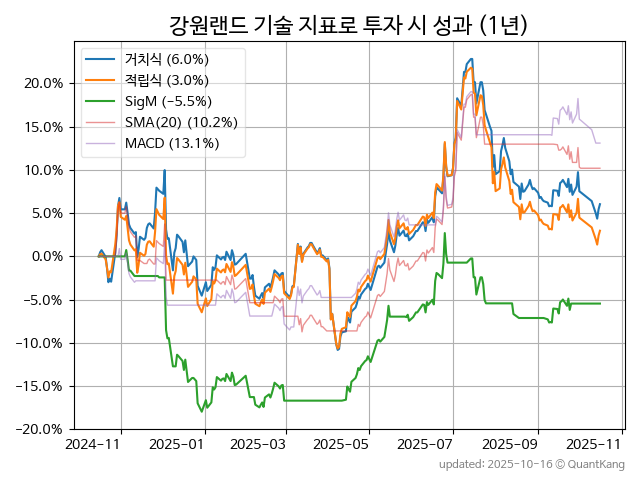 강원랜드 기술 지표로 투자 시 성과 (1년)
거치식 (6.0%)
적립식 (3.0%)
SigM (−5.5%)
SMA(20) (10.2%)
MACD (13.1%)
20.0%
15.0%
10.0%
5.0%
0.0%
−5.0%
−10.0%
−15.0%
−20.0%
2024-11 2025-01 2025-03 2025-05 2025-07 2025-09 2025-11
updated: 2025-10-16 ⓒ QuantKang